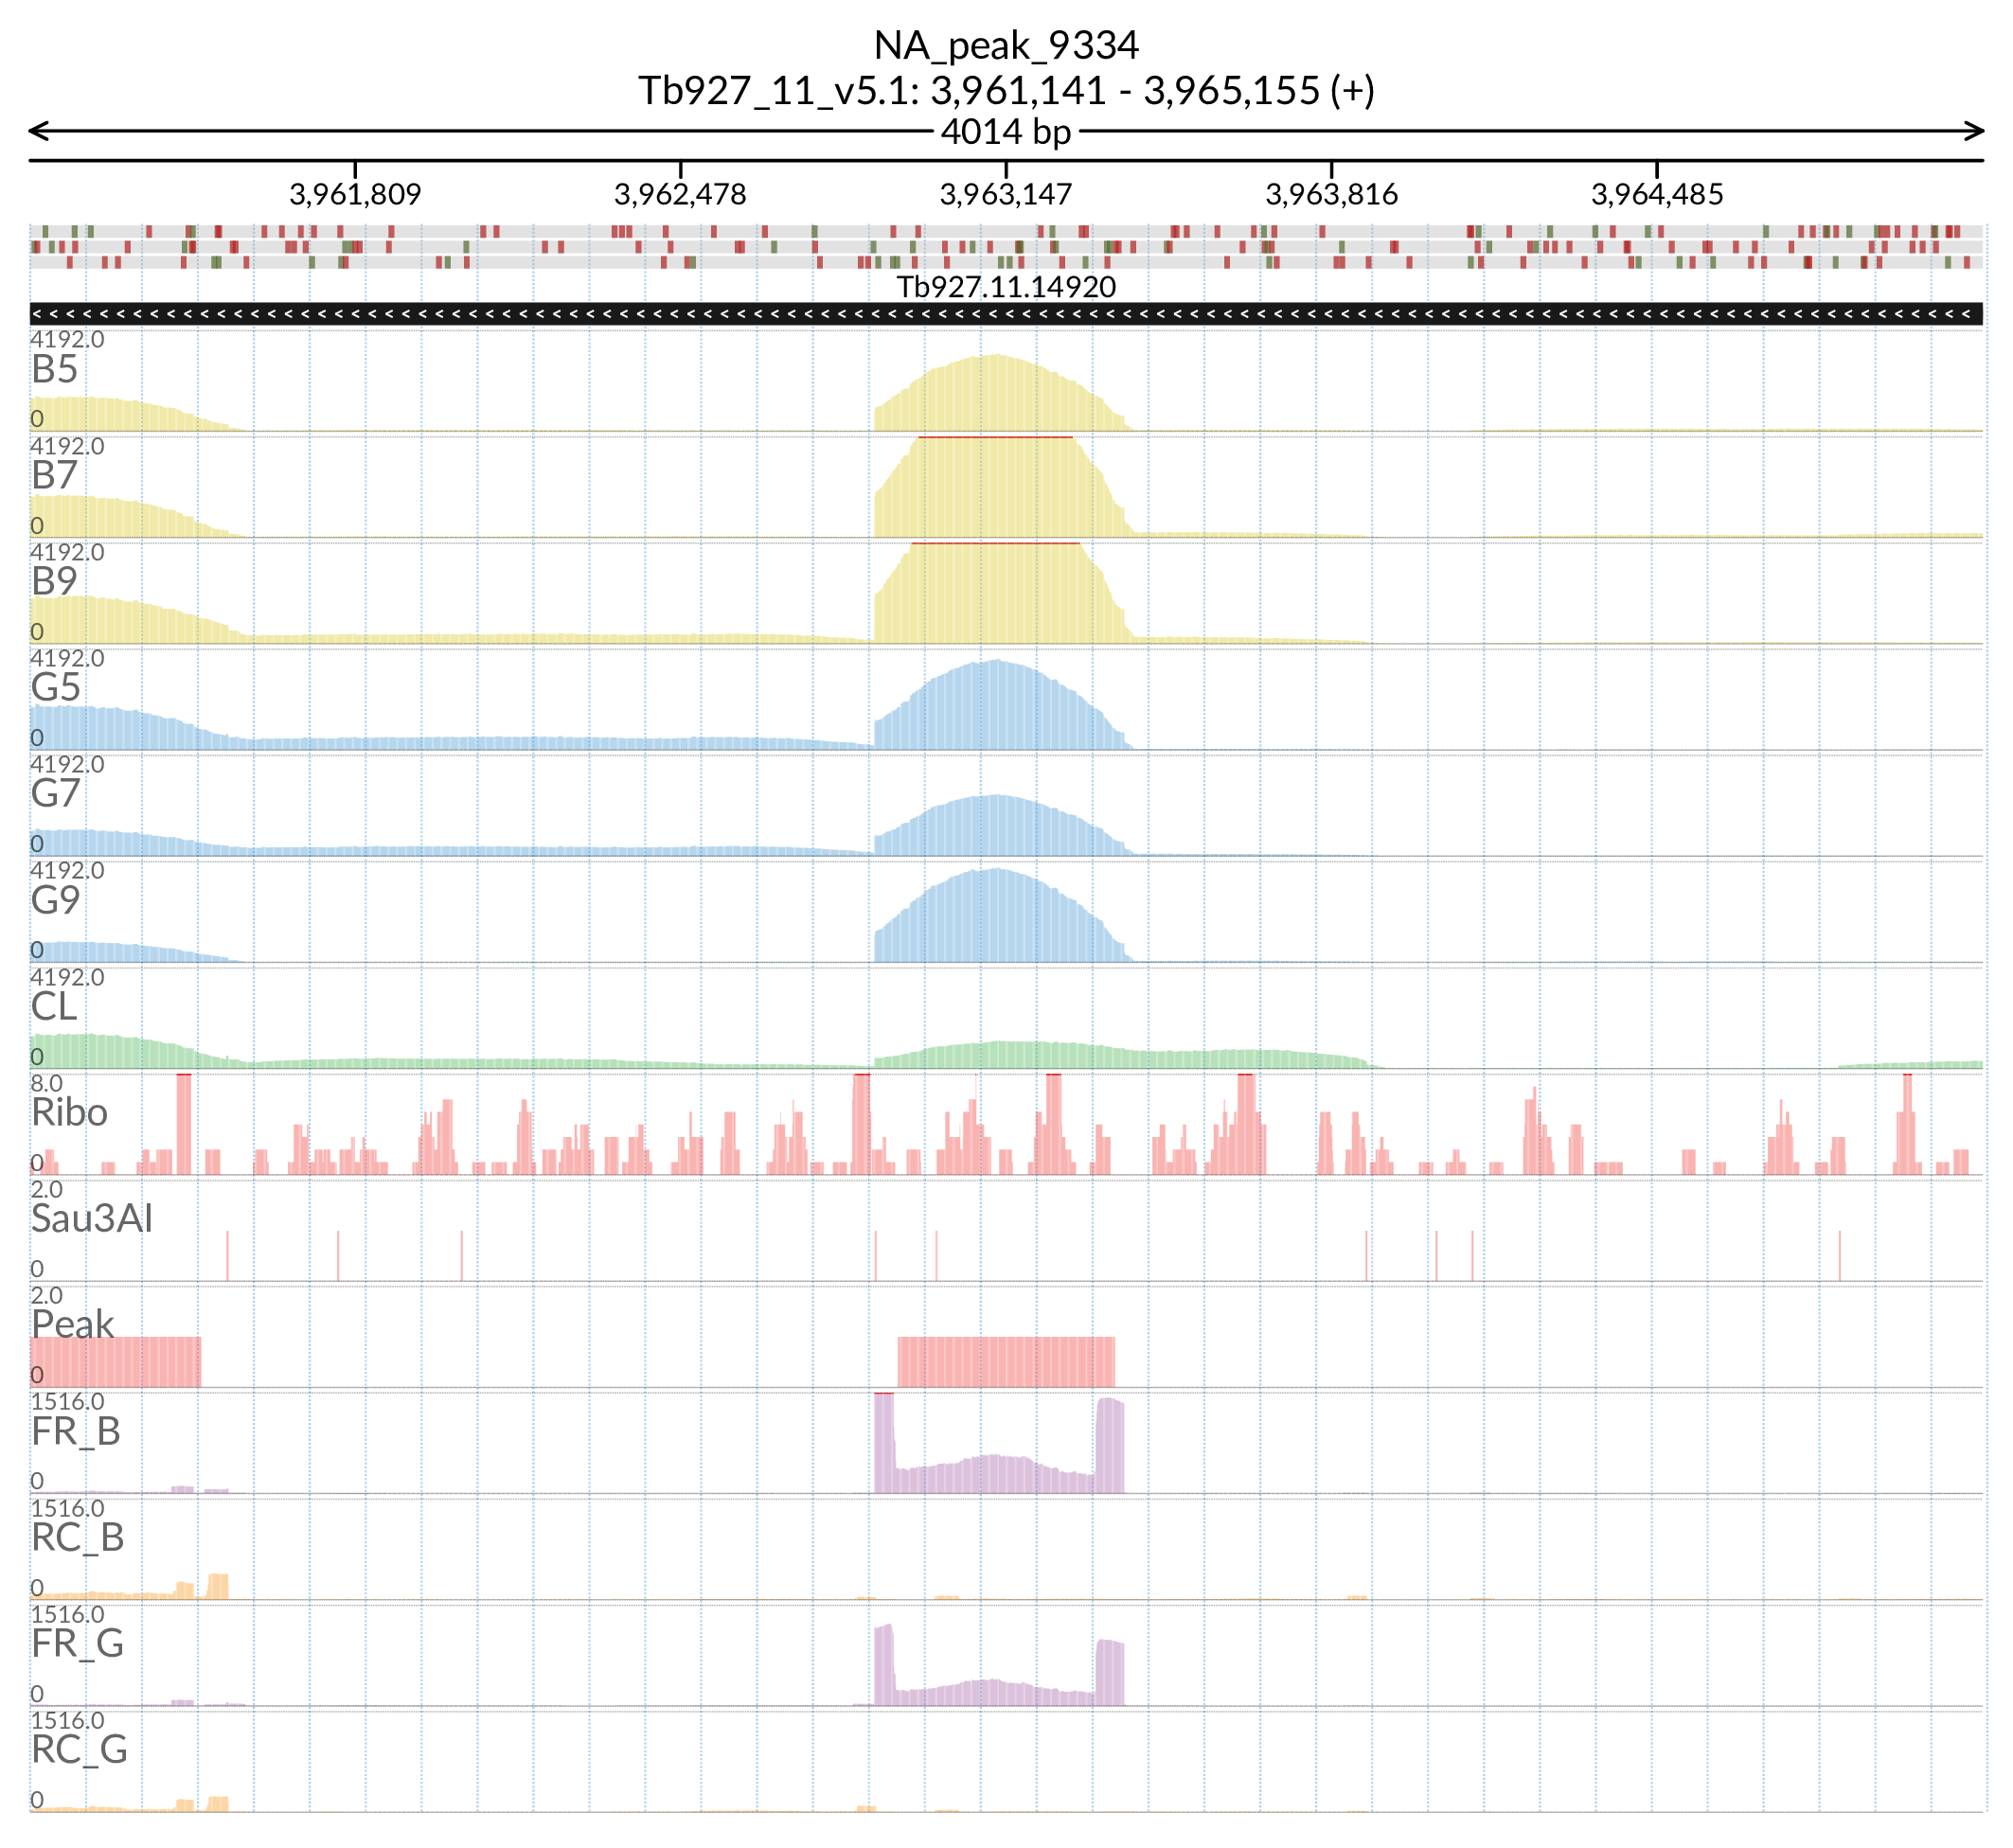 NA_peak_9334
Tb927_11_v5.1: 3,961,141 - 3,965,155 (+)
4014 bp
3,961,809 3,962,478 3,963,147 3,963,816 3,964,485
Tb927.11.14920
4192.0
B5
0
4192.0
B7
0
4192.0
B9
0
4192.0
G5
0
4192.0
G7
0
4192.0
G9
0
4192.0
CL
0
8.0
Ribo
0
2.0
Sau3AI
0
2.0
Peak
0
1516.0
FR_B
0
1516.0
RC_B
0
1516.0
FR_G
0
1516.0
RC_G
0